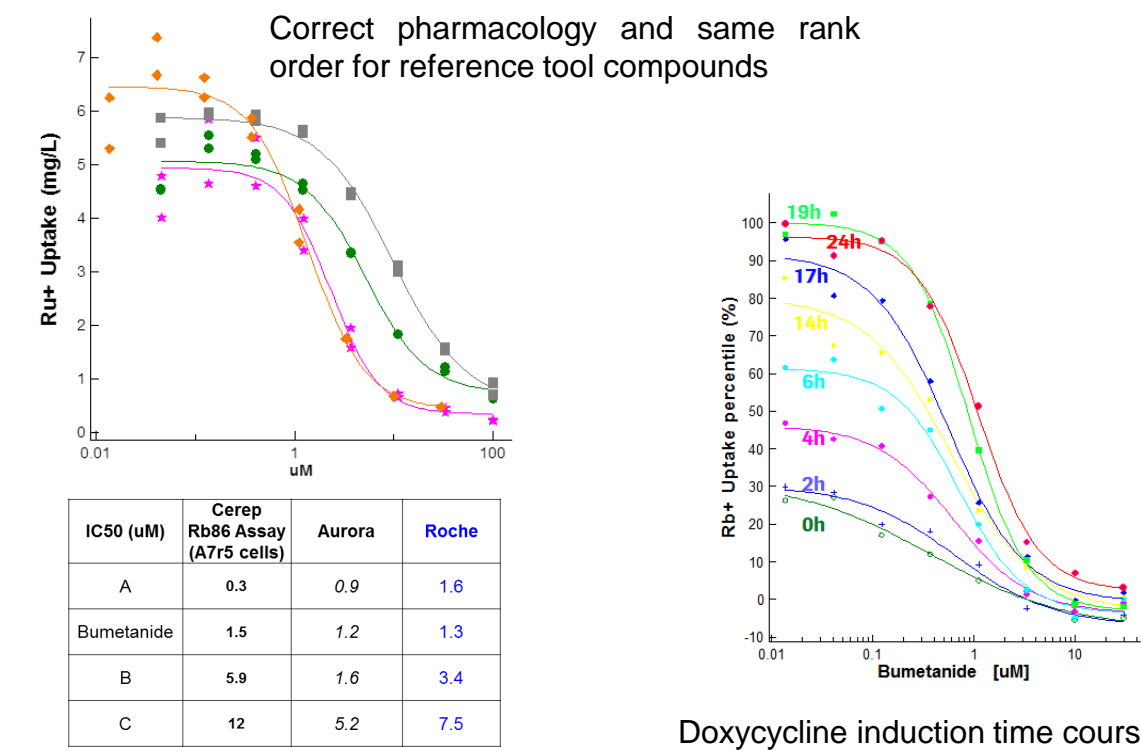 Correct pharmacology and same rank
order for reference tool compounds
Ru+ Uptake (mg/L)
7
6
5
4
3
2
1
0
0.01
1
100
uM
IC50 (uM)
Cerep
Rb86 Assay
(A7r5 cells)
Aurora
Roche
A
0.3
0.9
1.6
Bumetanide
1.5
1.2
1.3
B
5.9
1.6
3.4
C
12
5.2
7.5
Rb+ Uptake percentile (%)
100
90
80
70
60
50
40
30
20
10
0
-10
19h
24h
17h
14h
6h
4h
2h
0h
0.01
0.1
1
10
Bumetanide [uM]
Doxycycline induction time cours